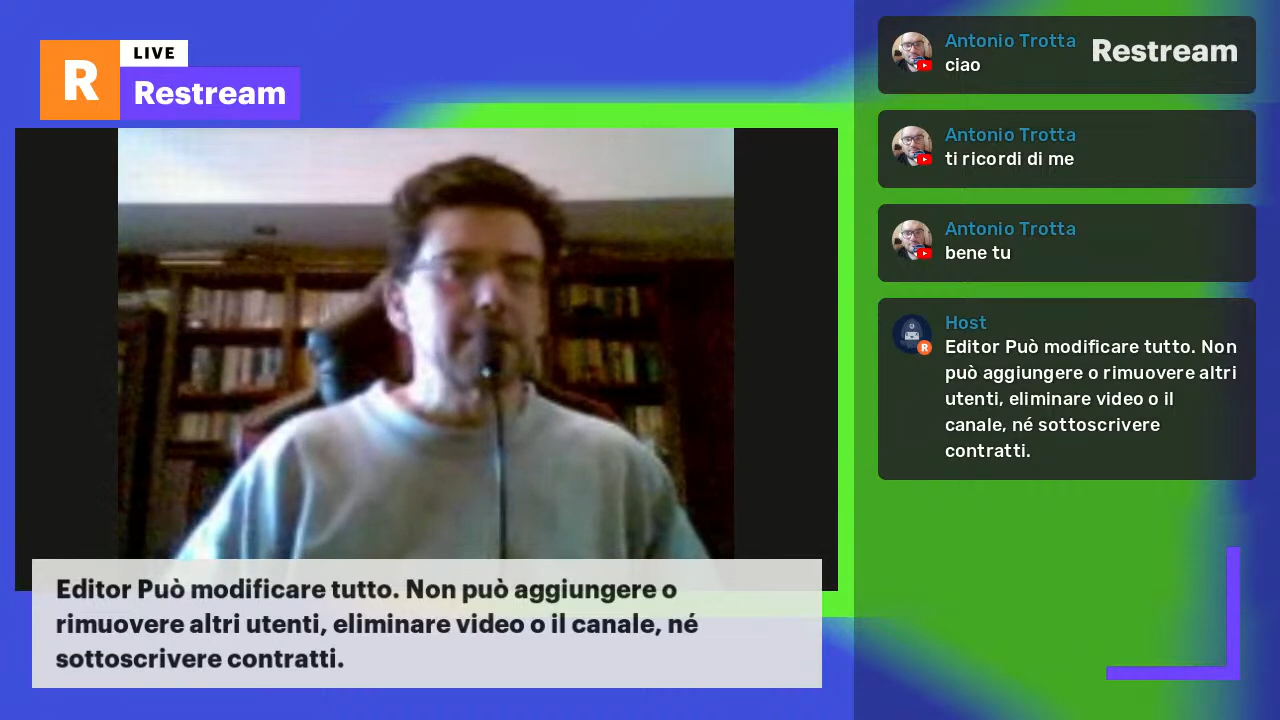 R
LIVE
Restream
Editor Può modificare tutto. Non può aggiungere o
rimuovere altri utenti, eliminare video o il canale, né
sottoscrivere contratti.
Restream
Antonio Trotta
ciao
Antonio Trotta
ti ricordi di me
Antonio Trotta
bene tu
Host
R
Editor Può modificare tutto. Non
può aggiungere o rimuovere altri
utenti, eliminare video o il
canale, né sottoscrivere
contratti.